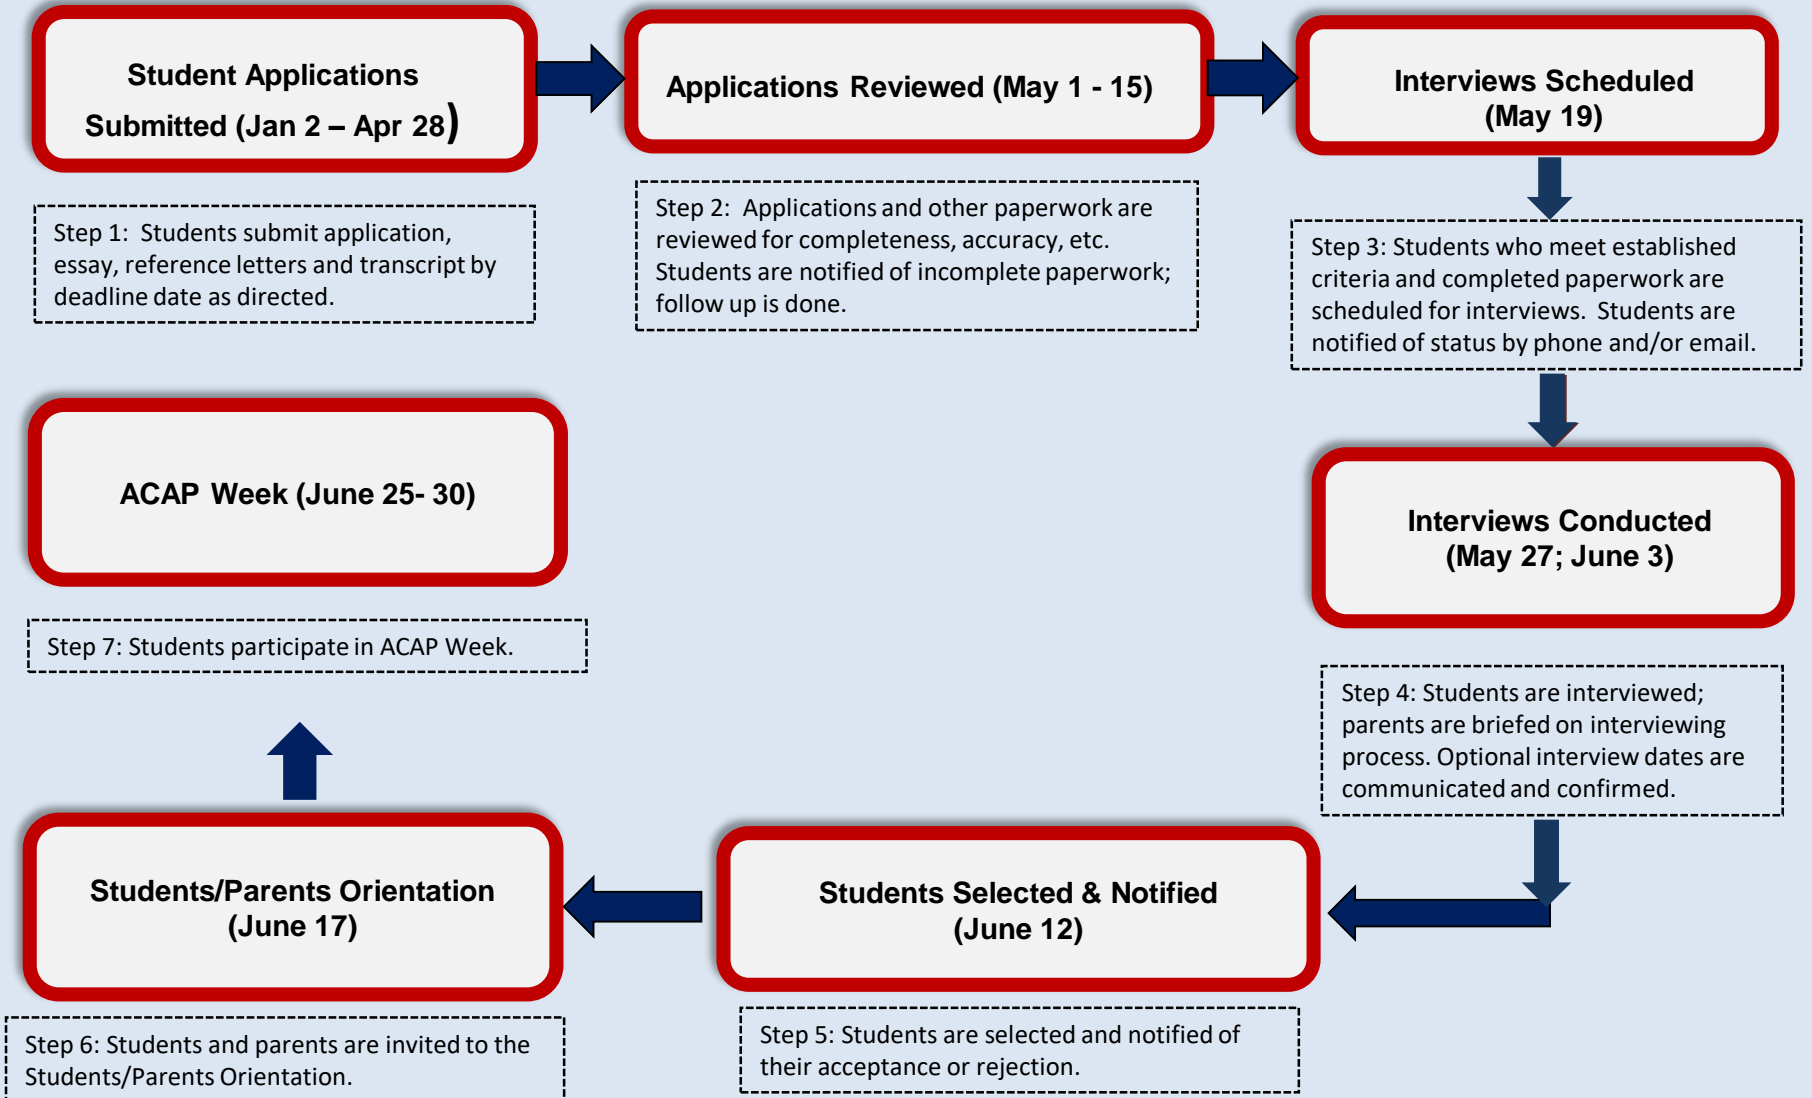 Student Applications
Submitted (Jan 2 – Apr 28)
Applications Reviewed (May 1 - 15)
Interviews Scheduled
(May 19)
Step 1: Students submit application,
essay, reference letters and transcript by
deadline date as directed.
Step 2: Applications and other paperwork are
reviewed for completeness, accuracy, etc.
Students are notified of incomplete paperwork;
follow up is done.
Step 3: Students who meet established
criteria and completed paperwork are
scheduled for interviews. Students are
notified of status by phone and/or email.
Interviews Conducted
(May 27; June 3)
Step 4: Students are interviewed;
parents are briefed on interviewing
process. Optional interview dates are
communicated and confirmed.
Students Selected & Notified
(June 12)
Step 5: Students are selected and notified of
their acceptance or rejection.
Students/Parents Orientation
(June 17)
Step 6: Students and parents are invited to the
Students/Parents Orientation.
ACAP Week (June 25- 30)
Step 7: Students participate in ACAP Week.